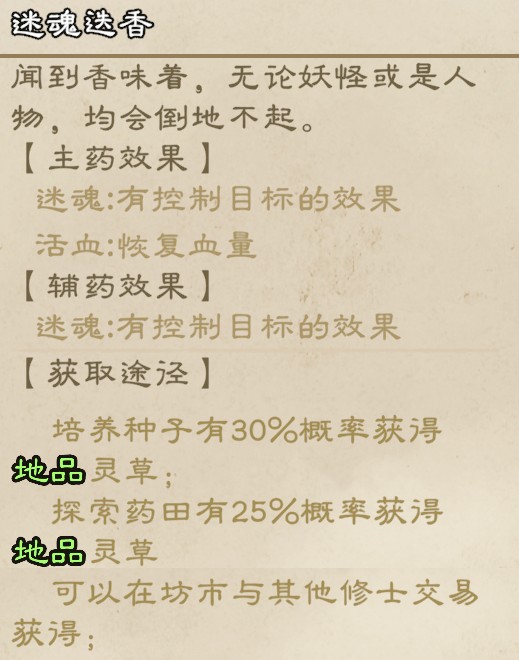 迷魂迭香
闻到香味着，无论妖怪或是人
物，均会倒地不起。
【主药效果】
迷魂:有控制目标的效果
活血:恢复血量
【辅药效果】
迷魂:有控制目标的效果
【获取途径】
培养种子有30%概率获得
地品灵草；
探索药田有25%概率获得
地品灵草
可以在坊市与其他修士交易
获得；